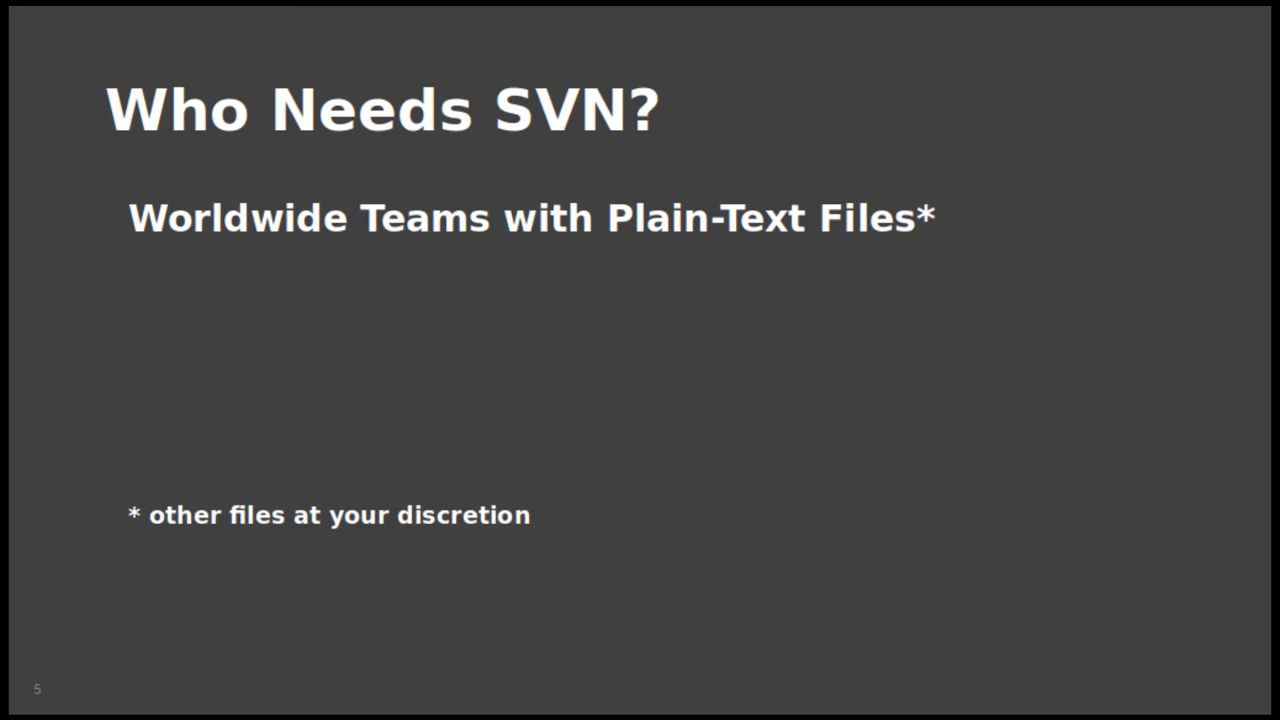 Who Needs SVN?
Worldwide Teams with Plain-Text Files*
* other files at your discretion
5